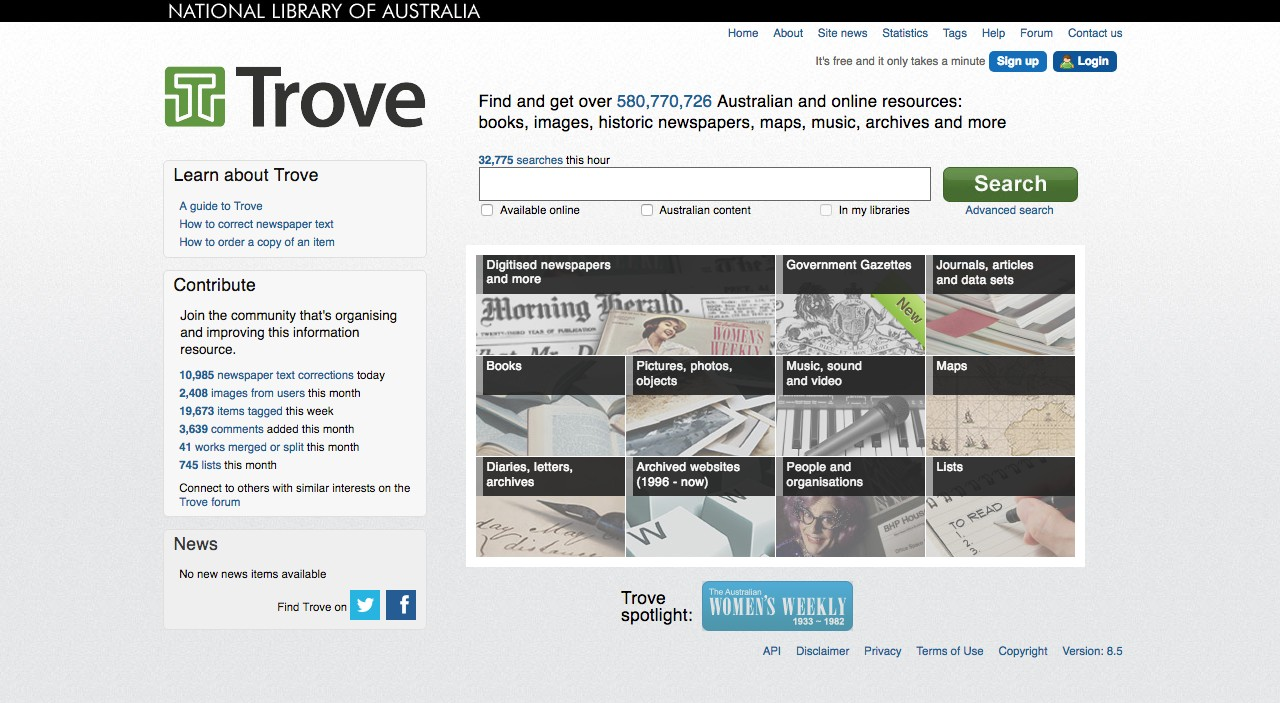 NATIONAL LIBRARY OF AUSTRALIA
Home About Site news Statistics Tags Help Forum Contact us
It's free and it only takes a minute Sign up Login
Trove
Find and get over 580,770,726 Australian and online resources:
books, images, historic newspapers, maps, music, archives and more
32,775 searches this hour
Search
Available online Australian content In my libraries Advanced search
Learn about Trove
A guide to Trove
How to correct newspaper text
How to order a copy of an item
Contribute
Join the community that's organising
and improving this information
resource.
10,985 newspaper text corrections today
2,408 images from users this month
19,673 items tagged this week
3,639 comments added this month
41 works merged or split this month
745 lists this month
Connect to others with similar interests on the
Trove forum
News
No new news items available
Find Trove on
Digitised newspapers
and more
Morning Herald.
WOMEN'S
WEEKLY
Government Gazettes
New
Journals, articles
and data sets
Books
Pictures, photos,
objects
Music, sound
and video
Maps
Diaries, letters,
archives
day May
distance
Archived websites
(1996 - now)
W
W
People and
organisations
BHP House
Lists
TO READ
1.
2.
3.
Trove
spotlight:
The Australian
WOMEN'S WEEKLY
1933 – 1982
API Disclaimer Privacy Terms of Use Copyright Version: 8.5